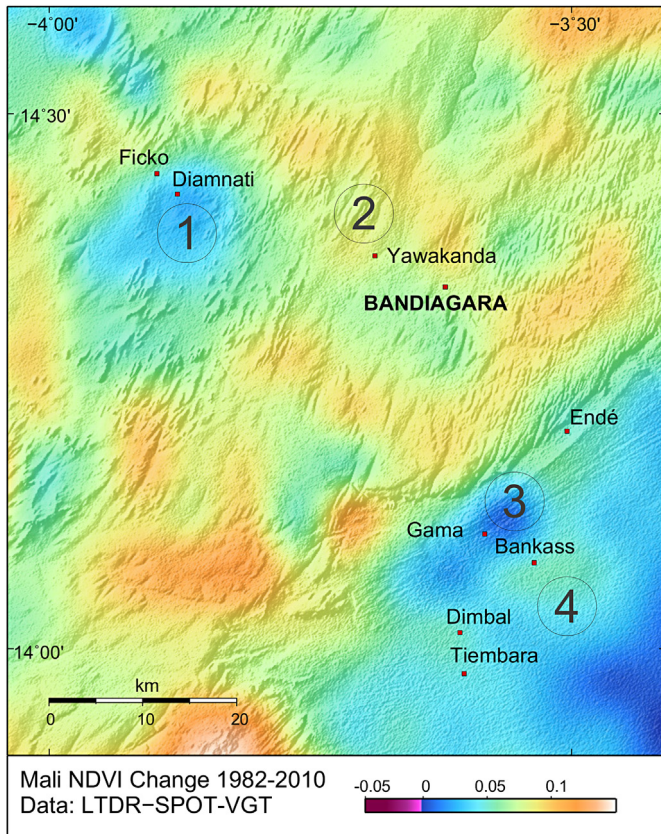 −4°00'
−3°30'
14°30'
Ficko
Diamnati
1
2
Yawakanda
BANDIAGARA
Endé
3
Gama
Bankass
4
Dimbal
14°00'
Tiembara
km
0 10 20
Mali NDVI Change 1982-2010
Data: LTDR−SPOT-VGT
-0.05 0 0.05 0.1